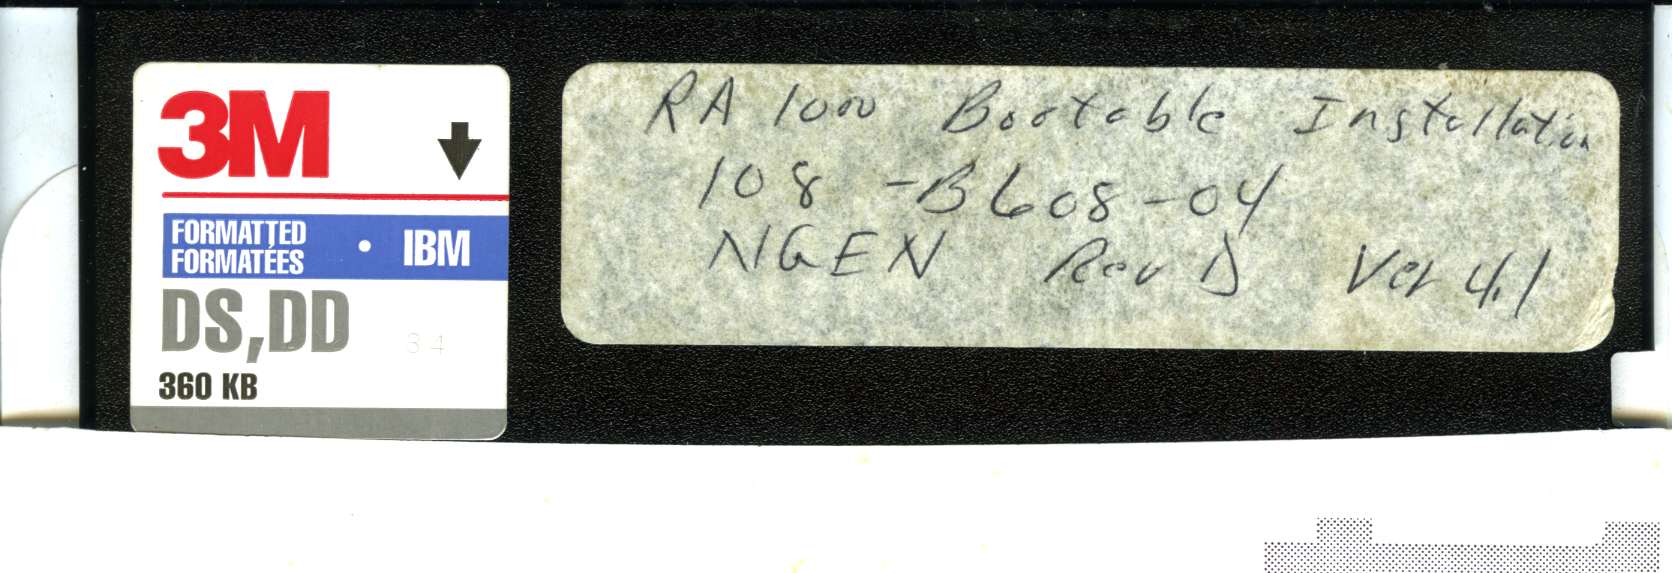 3M
FORMATTED
FORMATÉES • IBM
DS,DD
34
360 KB
RA 1000 Bootable Installation
108-B608-04
NGEN Rev D Ver 4.1